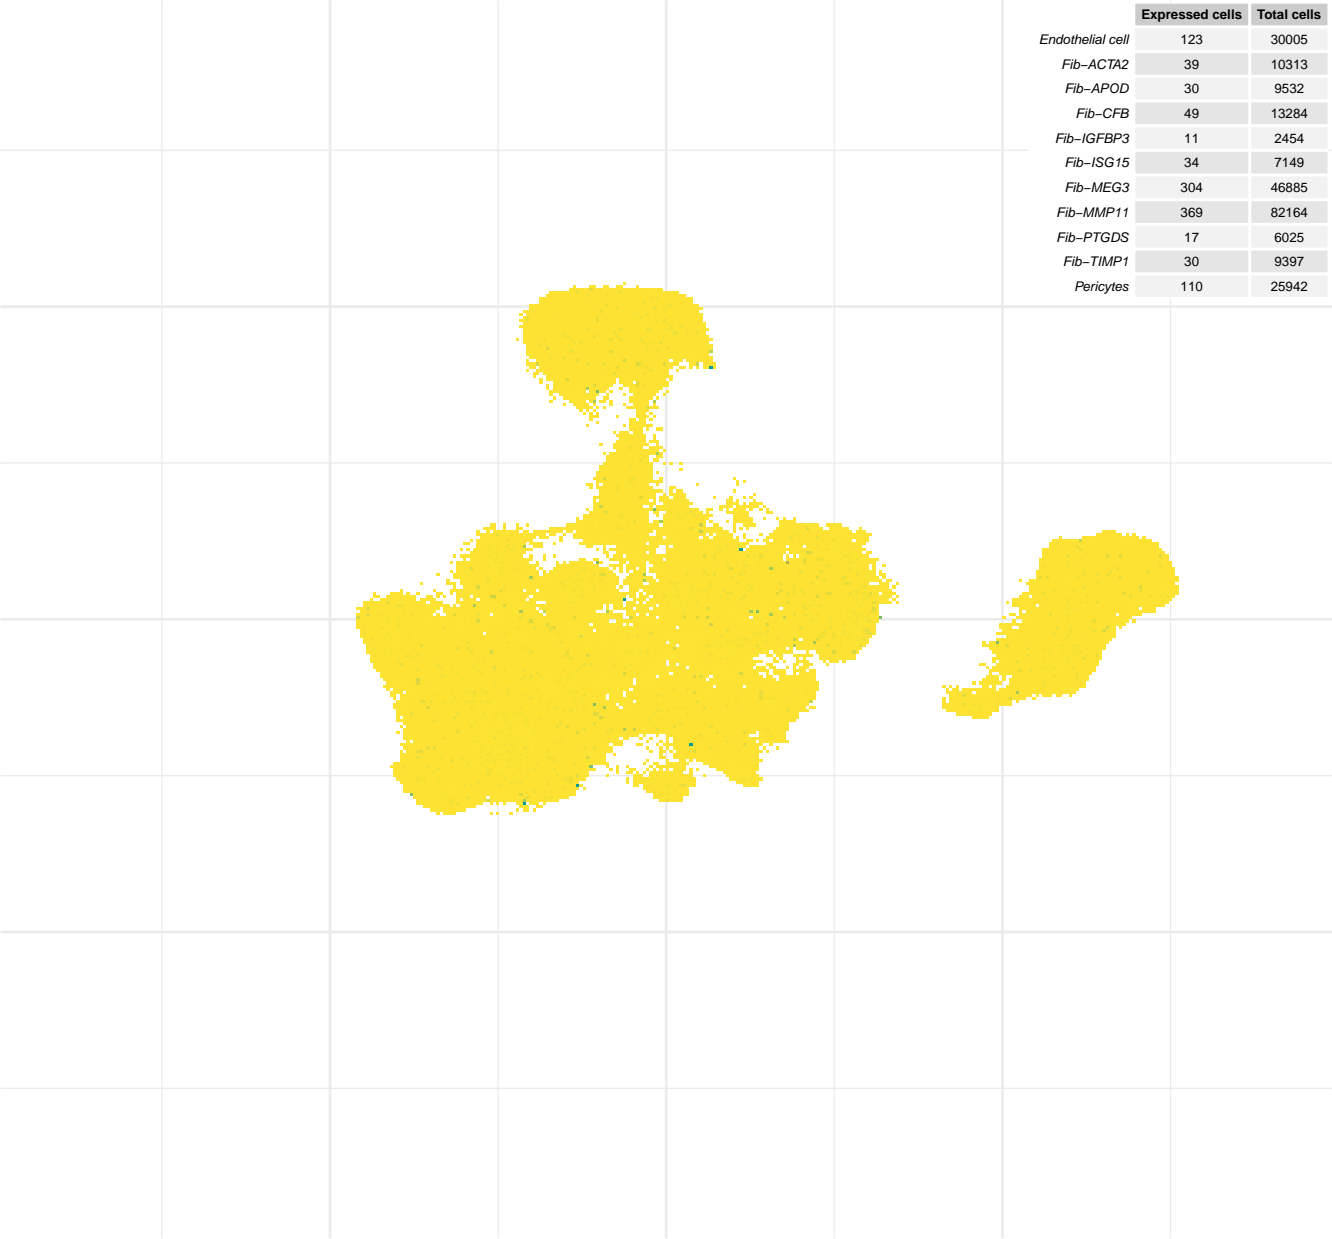 Expressed cells Total cells
Endothelial cell 123 30005
Fib−ACTA2 39 10313
Fib−APOD 30 9532
Fib−CFB 49 13284
Fib−IGFBP3 11 2454
Fib−ISG15 34 7149
Fib−MEG3 304 46885
Fib−MMP11 369 82164
Fib−PTGDS 17 6025
Fib−TIMP1 30 9397
Pericytes 110 25942